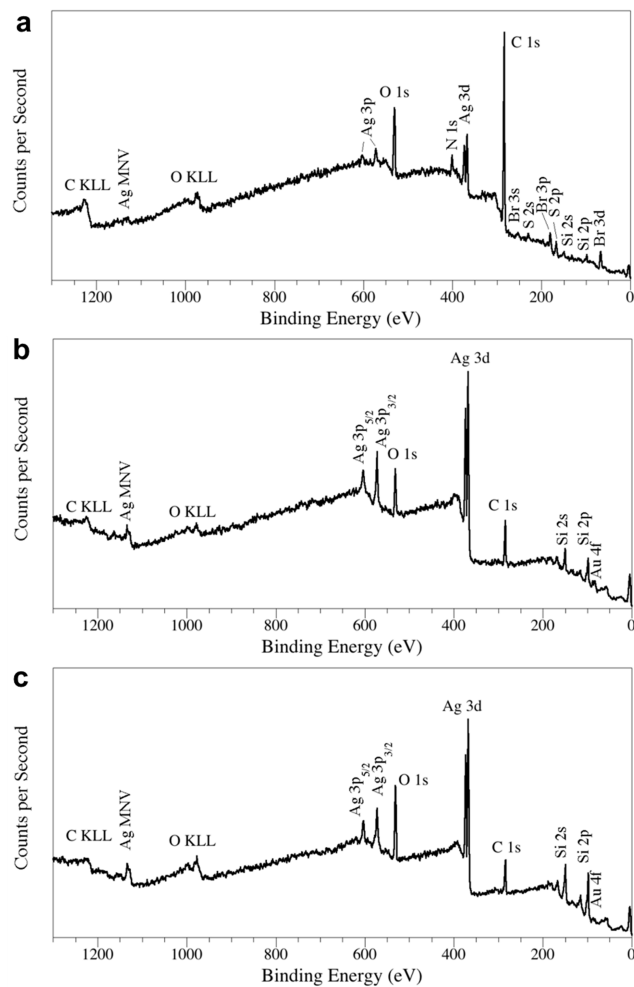 a
Counts per Second
C KLL
Ag MNV
O KLL
Ag 3p
O 1s
N 1s
Ag 3d
C 1s
Br 3s
S 2s
Br 3p
S 2p
Si 2s
Si 2p
Br 3d
1200 1000 800 600 400 200 0
Binding Energy (eV)
b
Counts per Second
C KLL
Ag MNV
O KLL
Ag 3p5/2
Ag 3p3/2
O 1s
Ag 3d
C 1s
Si 2s
Si 2p
Au 4f
1200 1000 800 600 400 200 0
Binding Energy (eV)
c
Counts per Second
C KLL
Ag MNV
O KLL
Ag 3p5/2
Ag 3p3/2
O 1s
Ag 3d
C 1s
Si 2s
Si 2p
Au 4f
1200 1000 800 600 400 200 0
Binding Energy (eV)